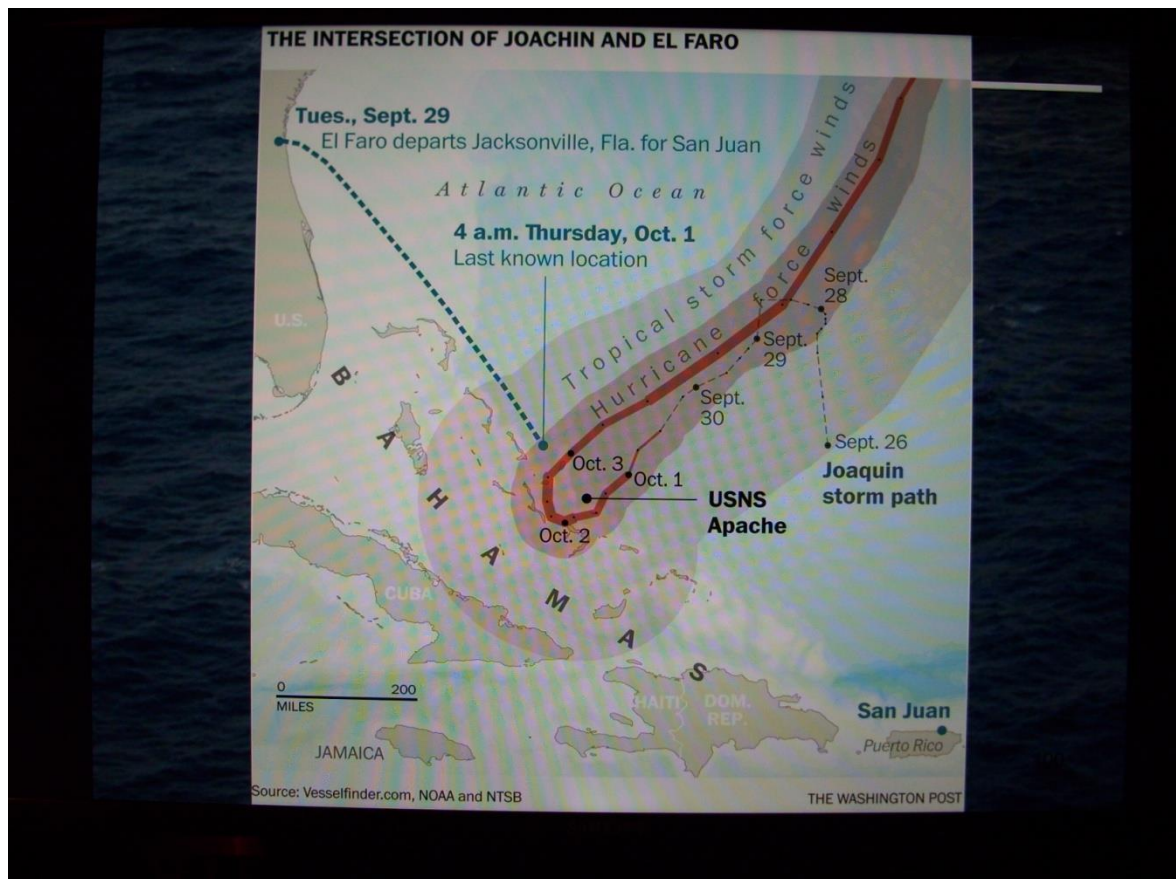 THE INTERSECTION OF JOACHIN AND EL FARO
Tues., Sept. 29
El Faro departs Jacksonville, Fla. for San Juan
Atlantic Ocean
4 a.m. Thursday, Oct. 1
Last known location
Tropical storm force winds
Hurricane force winds
Sept.
28
U.S.
Sept.
29
BAHAMAS
Sept.
30
Sept. 26
Oct. 3
Oct. 1
Joaquin
storm path
USNS
Apache
Oct. 2
CUBA
0 200
MILES
HAITI
DOM.
REP.
San Juan
Puerto Rico
JAMAICA
Source: Vesselfinder.com, NOAA and NTSB
THE WASHINGTON POST